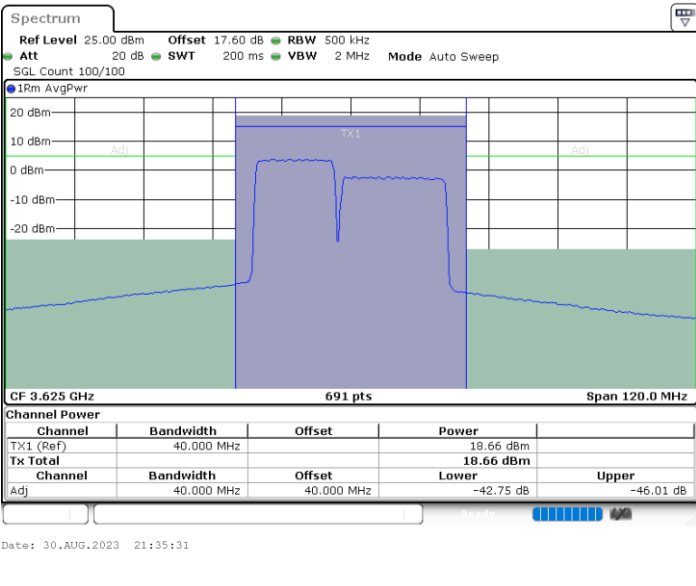 Spectrum
Ref Level 25.00 dBm Offset 17.60 dB RBW 500 kHz
Att 20 dB SWT 200 ms VBW 2 MHz Mode Auto Sweep
SGL Count 100/100
1Rm AvgPwr
20 dBm
TX1
10 dBm
Adj Adj
0 dBm
-10 dBm
-20 dBm
CF 3.625 GHz 691 pts Span 120.0 MHz
Channel Power
Channel Bandwidth Offset Power
TX1 (Ref) 40.000 MHz 18.66 dBm
Tx Total 18.66 dBm
Channel Bandwidth Offset Lower Upper
Adj 40.000 MHz 40.000 MHz -42.75 dB -46.01 dB
Ready
Date: 30.AUG.2023 21:35:31